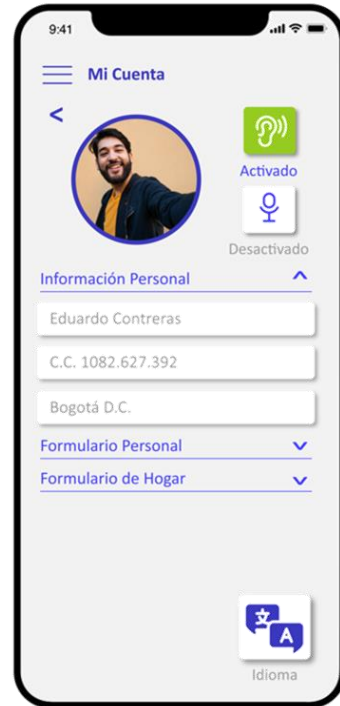 9:41
Mi Cuenta
<
Activado
Desactivado
Información Personal
Eduardo Contreras
C.C. 1082.627.392
Bogotá D.C.
Formulario Personal
Formulario de Hogar
文 A
Idioma